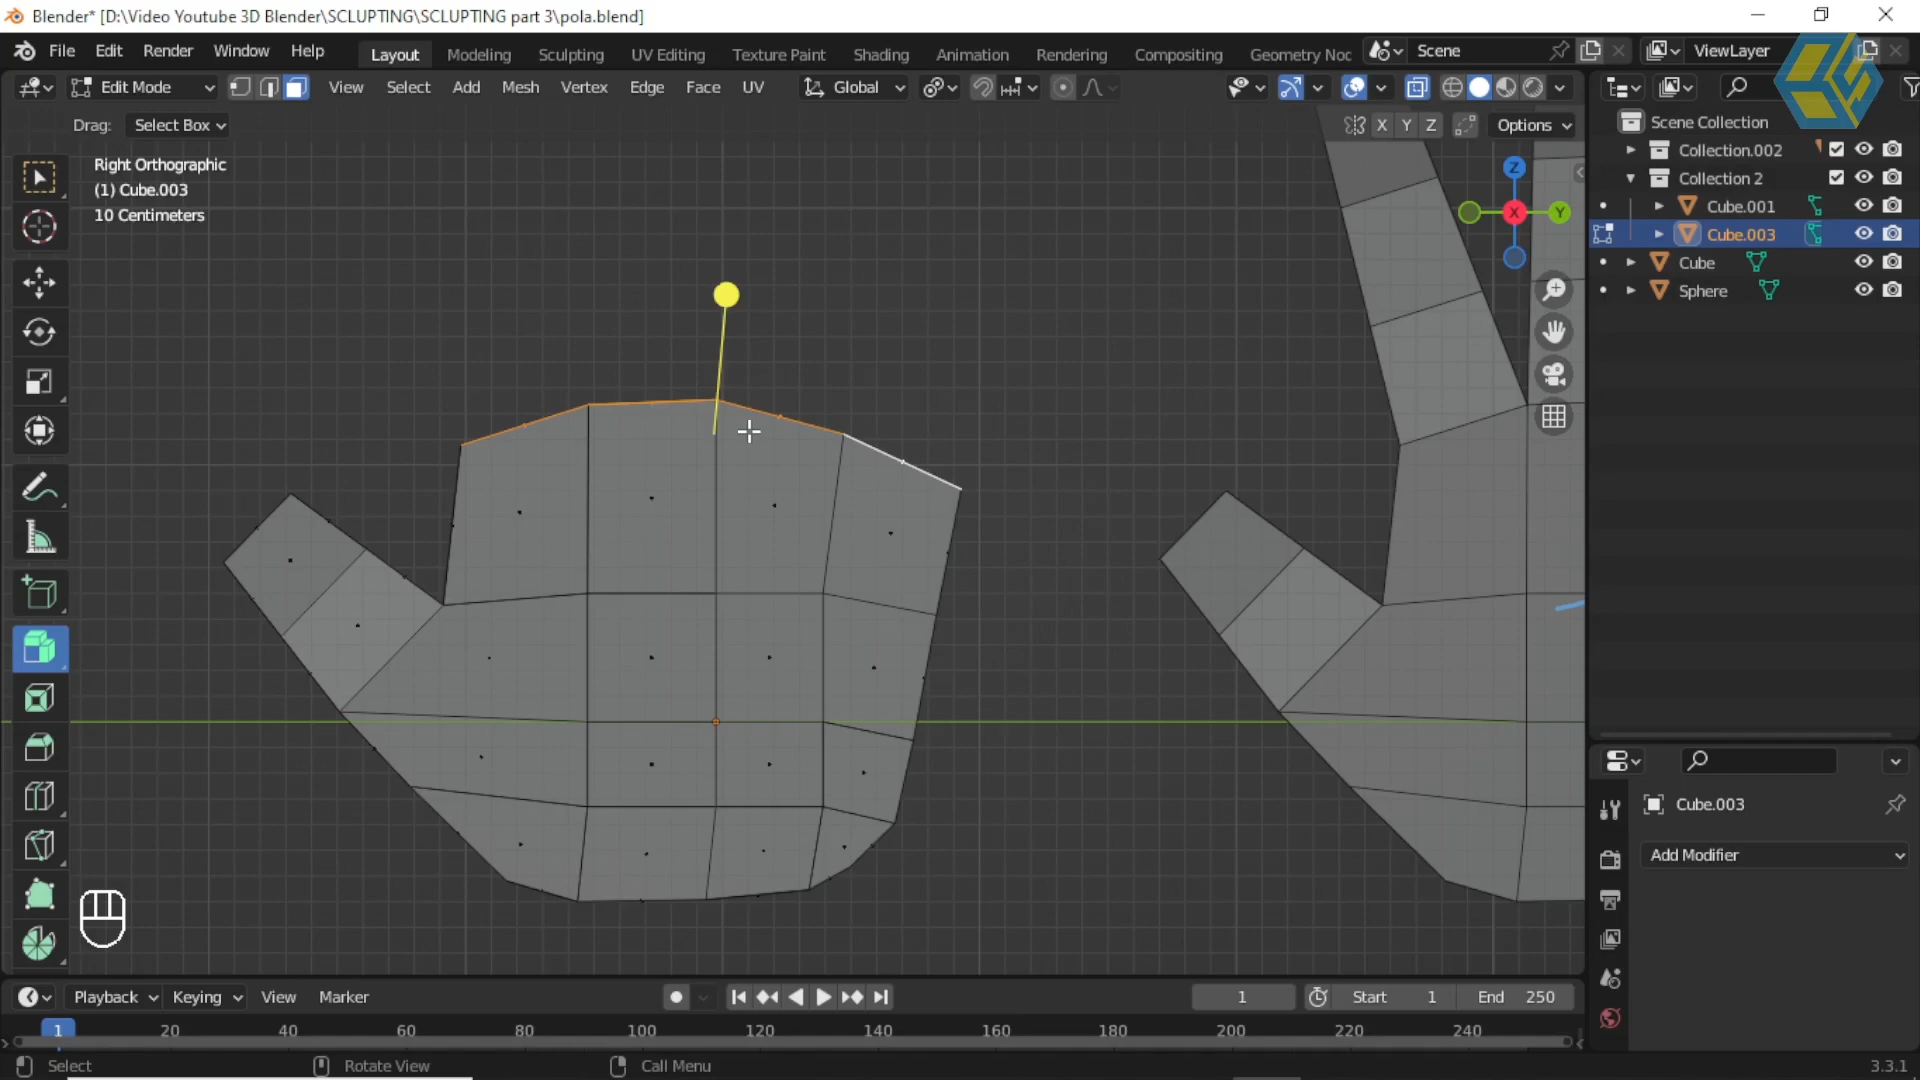 Blender* [D:\Video Youtube 3D Blender\SCLUPTING\SCLUPTING part 3\pola.blend]
File Edit Render Window Help Layout Modeling Sculpting UV Editing Texture Paint Shading Animation Rendering Compositing Geometry Noc Scene ViewLayer
Edit Mode View Select Add Mesh Vertex Edge Face UV Global
Drag: Select Box X Y Z Options
Right Orthographic
(1) Cube.003
10 Centimeters
Z
X
Y
Scene Collection
Collection.002
Collection 2
Cube.001
Cube.003
Cube
Sphere
Cube.003
Add Modifier
Playback Keying View Marker 1 Start 1 End 250
1 20 40 60 80 100 120 140 160 180 200 220 240
Select Rotate View Call Menu 3.3.1